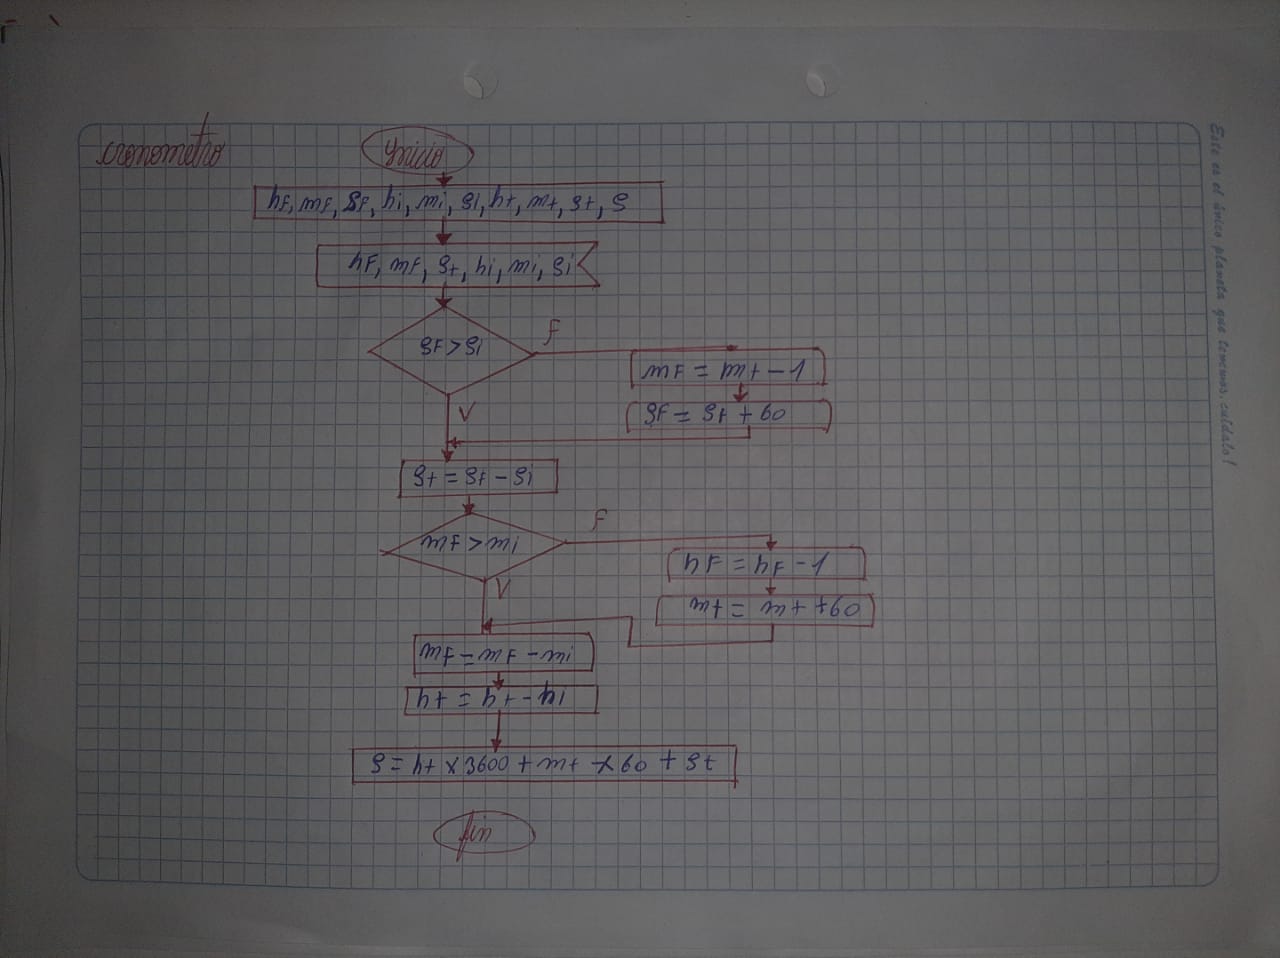 cronometro
Inicio
hf, mf, sf, hi, mi, si, ht, mt, st, s
hf, mf, st, hi, mi, si
sf > si
F
mf = mt - 1
sf = st + 60
V
st = sf - si
mf > mi
F
hf = hf - 1
mt = mt + 60
V
mf = mf - mi
ht = ht - hi
s = ht x 3600 + mt x 60 + st
fin
Este es el único planeta que tenemos, cuídalo!